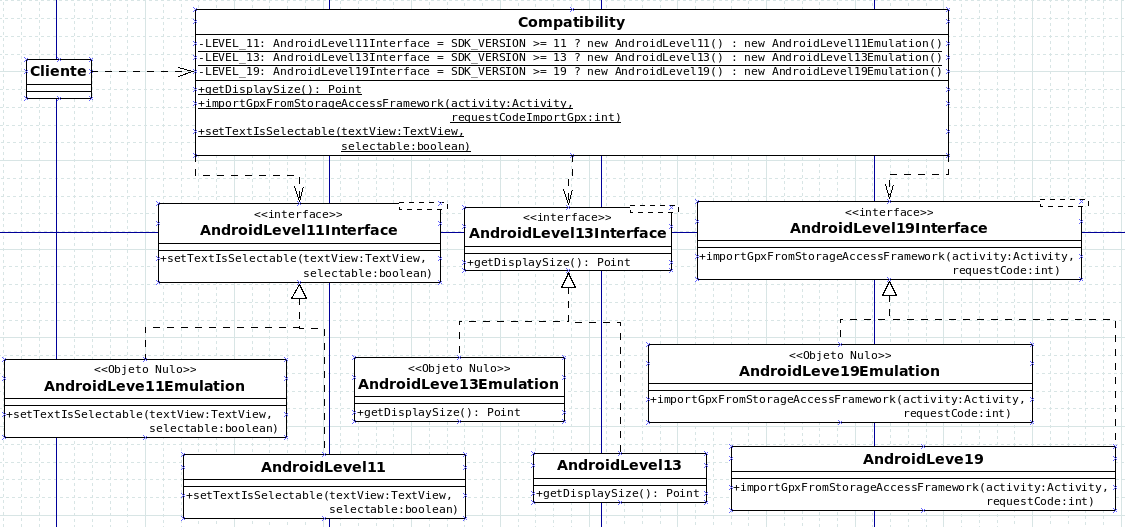 Compatibility
-LEVEL_11: AndroidLevel11Interface = SDK_VERSION >= 11 ? new AndroidLevel11() : new AndroidLevel11Emulation()
-LEVEL_13: AndroidLevel13Interface = SDK_VERSION >= 13 ? new AndroidLevel13() : new AndroidLevel13Emulation()
-LEVEL_19: AndroidLevel19Interface = SDK_VERSION >= 19 ? new AndroidLevel19() : new AndroidLevel19Emulation()
+getDisplaySize(): Point
+importGpxFromStorageAccessFramework(activity:Activity,
requestCodeImportGpx:int)
+setTextIsSelectable(textView:TextView,
selectable:boolean)
Cliente
<<interface>>
AndroidLevel11Interface
+setTextIsSelectable(textView:TextView,
selectable:boolean)
<<interface>>
AndroidLevel13Interface
+getDisplaySize(): Point
<<interface>>
AndroidLevel19Interface
+importGpxFromStorageAccessFramework(activity:Activity,
requestCode:int)
<<Objeto Nulo>>
AndroidLeve11Emulation
+setTextIsSelectable(textView:TextView,
selectable:boolean)
<<Objeto Nulo>>
AndroidLeve13Emulation
+getDisplaySize(): Point
<<Objeto Nulo>>
AndroidLeve19Emulation
+importGpxFromStorageAccessFramework(activity:Activity,
requestCode:int)
AndroidLevel11
+setTextIsSelectable(textView:TextView,
selectable:boolean)
AndroidLevel13
+getDisplaySize(): Point
AndroidLeve19
+importGpxFromStorageAccessFramework(activity:Activity,
requestCode:int)